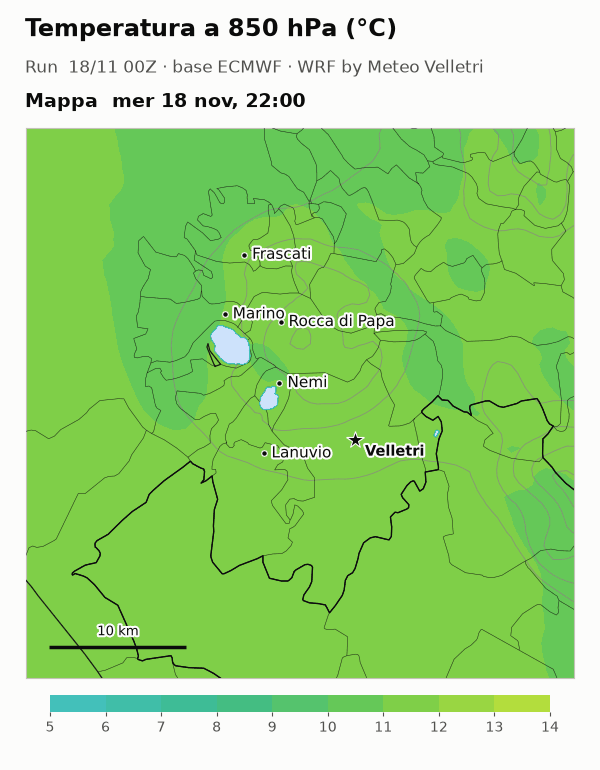 Temperatura a 850 hPa (°C)
Run  18/11 00Z · base ECMWF · WRF by Meteo Velletri
Mappa  mer 18 nov, 22:00
Frascati
Marino
Rocca di Papa
Nemi
Velletri
Lanuvio
10 km
5 6 7 8 9 10 11 12 13 14